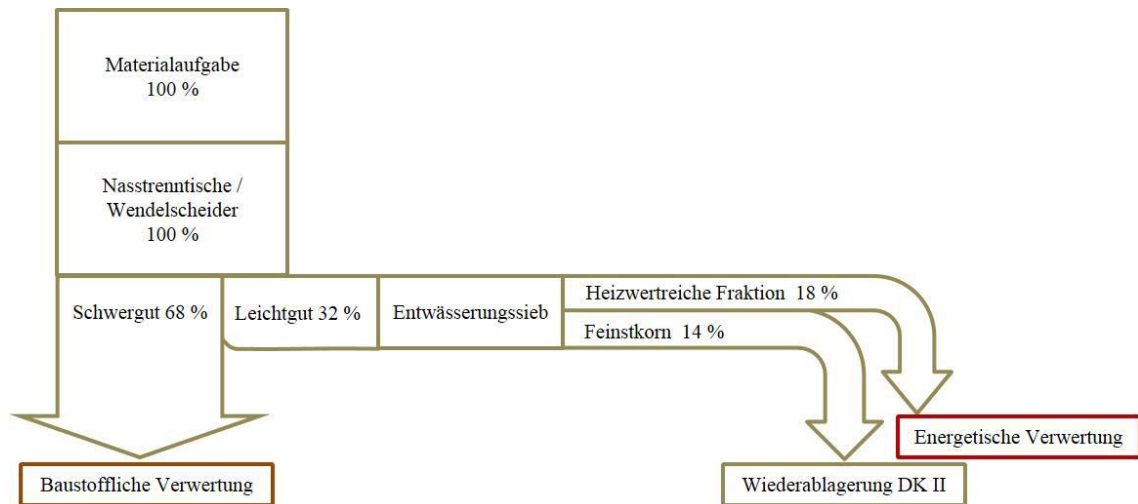 Materialaufgabe
100 %
Nasstrenntische /
Wendelscheider
100 %
Schwergut 68 %
Leichtgut 32 %
Entwässerungssieb
Heizwertreiche Fraktion 18 %
Feinstkorn 14 %
Energetische Verwertung
Baustoffliche Verwertung
Wiederablagerung DK II